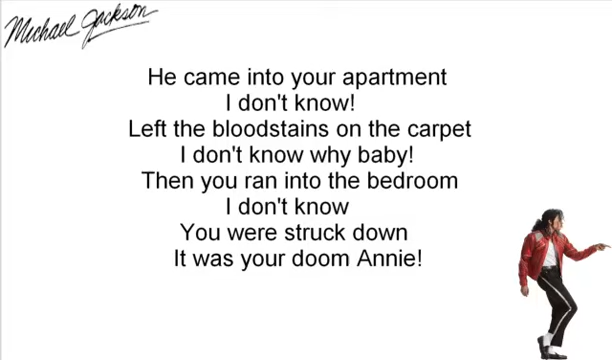 Michael Jackson
He came into your apartment
I don't know!
Left the bloodstains on the carpet
I don't know why baby!
Then you ran into the bedroom
I don't know
You were struck down
It was your doom Annie!